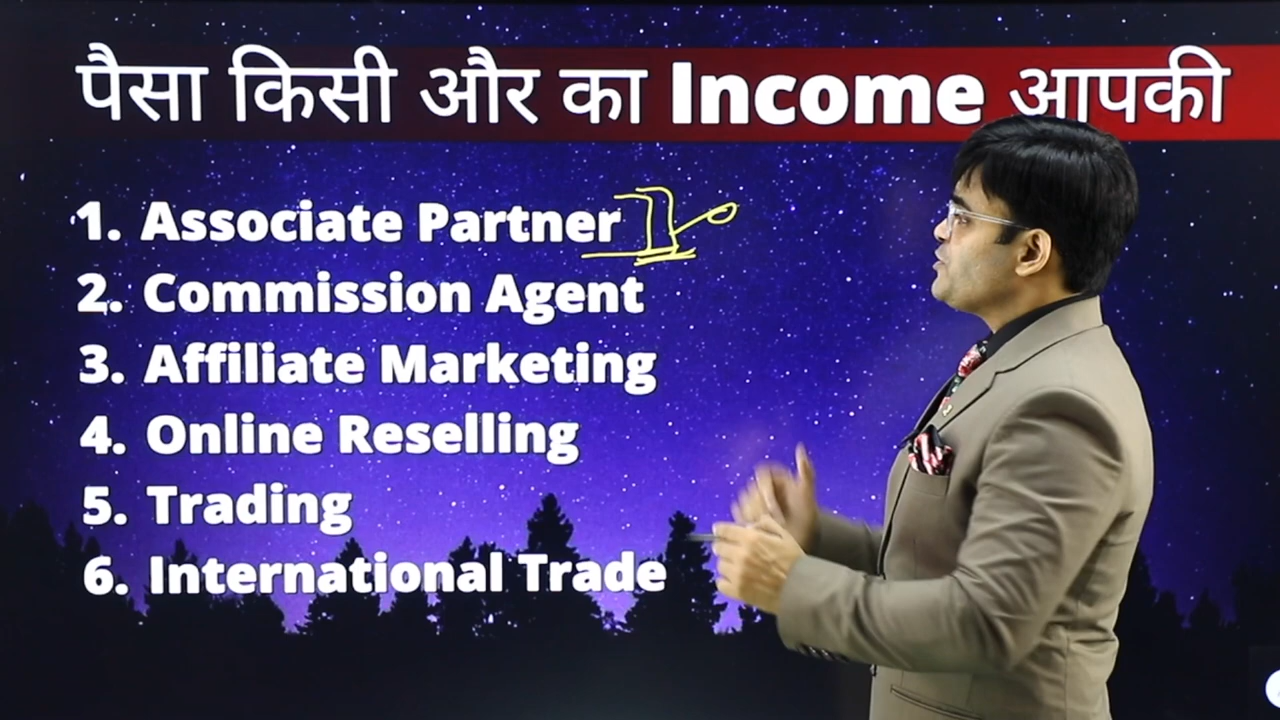 पैसा किसी और का Income आपकी
1. Associate Partner
2. Commission Agent
3. Affiliate Marketing
4. Online Reselling
5. Trading
6. International Trade